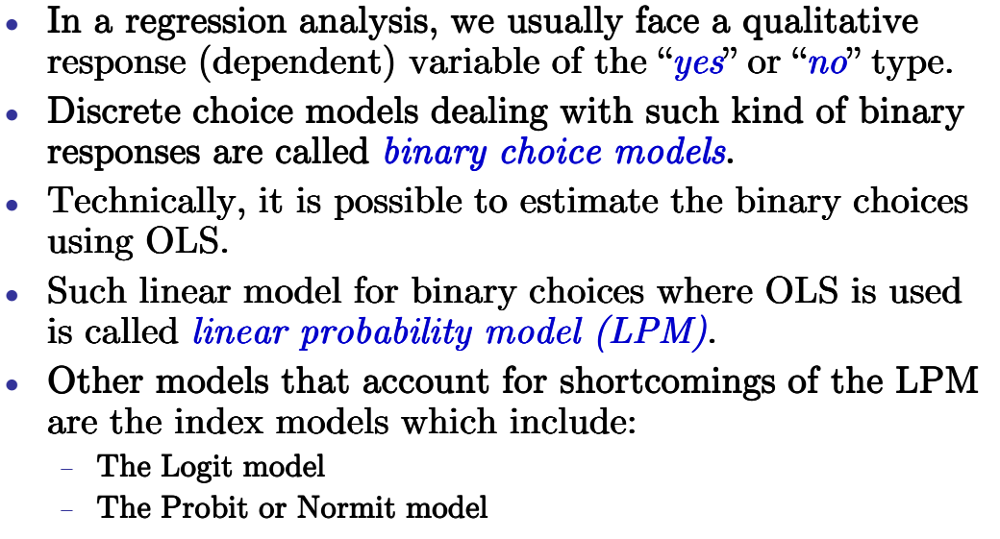 • In a regression analysis, we usually face a qualitative
response (dependent) variable of the “yes” or “no” type.
• Discrete choice models dealing with such kind of binary
responses are called binary choice models.
• Technically, it is possible to estimate the binary choices
using OLS.
• Such linear model for binary choices where OLS is used
is called linear probability model (LPM).
• Other models that account for shortcomings of the LPM
are the index models which include:
– The Logit model
– The Probit or Normit model